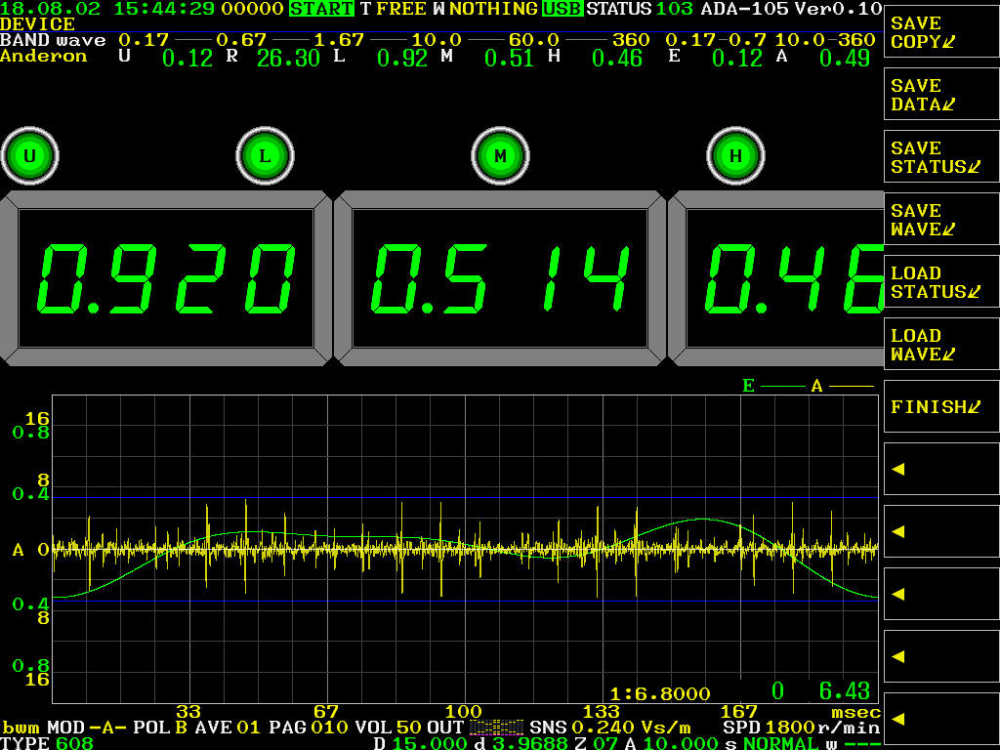 18.08.02 15:44:29 00000 START T FREE W NOTHING USB STATUS 103 ADA-105 Ver0.10
DEVICE
BAND wave 0.17 0.67 1.67 10.0 60.0 360 0.17-0.7 10.0-360
Anderon U 0.12 R 26.30 L 0.92 M 0.51 H 0.46 E 0.12 A 0.49
U L M H
0.920 0.514 0.46
E A
16
0.8
8
0.4
A 0
0.4
8
0.8
16
1:6.8000 0 6.43
33 67 100 133 167 msec
bwm MOD -A- POL B AVE 01 PAG 010 VOL 50 OUT SNS 0.240 Vs/m SPD 1800 r/min
TYPE 608 D 15.000 d 3.9688 Z 07 A 10.000 s NORMAL w ---
SAVE
COPY
SAVE
DATA
SAVE
STATUS
SAVE
WAVE
LOAD
STATUS
LOAD
WAVE
FINISH